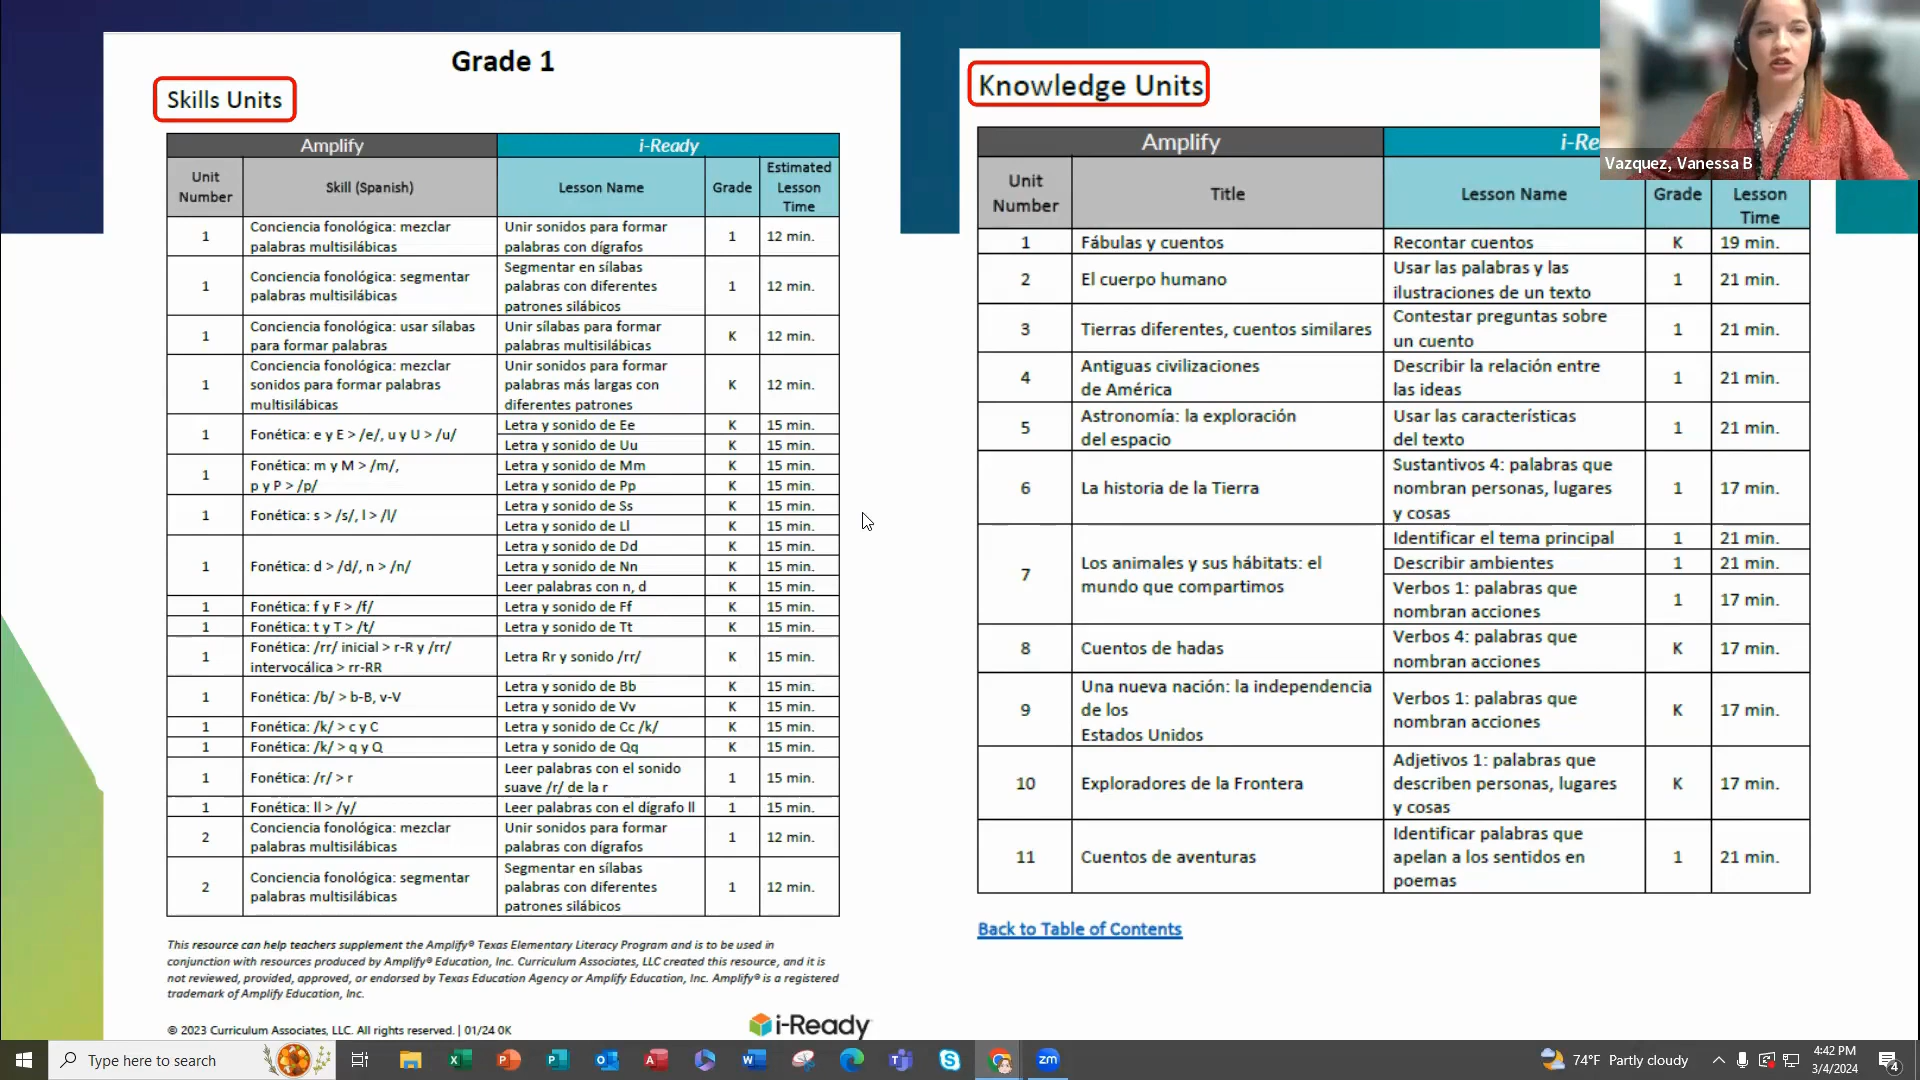 Grade 1
Skills Units
Amplify
i-Ready
Unit
Number
Skill (Spanish)
Lesson Name
Grade
Estimated
Lesson
Time
1
Conciencia fonológica: mezclar
palabras multisilábicas
Unir sonidos para formar
palabras con dígrafos
1
12 min.
1
Conciencia fonológica: segmentar
palabras multisilábicas
Segmentar en sílabas
palabras con diferentes
patrones silábicos
1
12 min.
1
Conciencia fonológica: usar sílabas
para formar palabras
Unir sílabas para formar
palabras multisilábicas
K
12 min.
1
Conciencia fonológica: mezclar
sonidos para formar palabras
multisilábicas
Unir sonidos para formar
palabras más largas con
diferentes patrones
K
12 min.
1
Fonética: e y E > /e/, u y U > /u/
Letra y sonido de Ee
K
15 min.
Letra y sonido de Uu
K
15 min.
1
Fonética: m y M > /m/,
p y P > /p/
Letra y sonido de Mm
K
15 min.
Letra y sonido de Pp
K
15 min.
1
Fonética: s > /s/, l > /l/
Letra y sonido de Ss
K
15 min.
Letra y sonido de Ll
K
15 min.
1
Fonética: d > /d/, n > /n/
Letra y sonido de Dd
K
15 min.
Letra y sonido de Nn
K
15 min.
Leer palabras con n, d
K
15 min.
1
Fonética: f y F > /f/
Letra y sonido de Ff
K
15 min.
1
Fonética: t y T > /t/
Letra y sonido de Tt
K
15 min.
1
Fonética: /rr/ inicial > r-R y /rr/
intervocálica > rr-RR
Letra Rr y sonido /rr/
K
15 min.
1
Fonética: /b/ > b-B, v-V
Letra y sonido de Bb
K
15 min.
Letra y sonido de Vv
K
15 min.
1
Fonética: /k/ > c y C
Letra y sonido de Cc /k/
K
15 min.
1
Fonética: /k/ > q y Q
Letra y sonido de Qq
K
15 min.
1
Fonética: /r/ > r
Leer palabras con el sonido
suave /r/ de la r
1
15 min.
1
Fonética: ll > /y/
Leer palabras con el dígrafo ll
1
15 min.
2
Conciencia fonológica: mezclar
palabras multisilábicas
Unir sonidos para formar
palabras con dígrafos
1
12 min.
2
Conciencia fonológica: segmentar
palabras multisilábicas
Segmentar en sílabas
palabras con diferentes
patrones silábicos
1
12 min.
This resource can help teachers supplement the Amplify® Texas Elementary Literacy Program and is to be used in
conjunction with resources produced by Amplify® Education, Inc. Curriculum Associates, LLC created this resource, and it is
not reviewed, provided, approved, or endorsed by Texas Education Agency or Amplify Education, Inc. Amplify® is a registered
trademark of Amplify Education, Inc.
© 2023 Curriculum Associates, LLC. All rights reserved. | 01/24 0K
i-Ready
Knowledge Units
Amplify
i-Re
Unit
Number
Title
Lesson Name
Grade
Lesson
Time
1
Fábulas y cuentos
Recontar cuentos
K
19 min.
2
El cuerpo humano
Usar las palabras y las
ilustraciones de un texto
1
21 min.
3
Tierras diferentes, cuentos similares
Contestar preguntas sobre
un cuento
1
21 min.
4
Antiguas civilizaciones
de América
Describir la relación entre
las ideas
1
21 min.
5
Astronomía: la exploración
del espacio
Usar las características
del texto
1
21 min.
6
La historia de la Tierra
Sustantivos 4: palabras que
nombran personas, lugares
y cosas
1
17 min.
7
Los animales y sus hábitats: el
mundo que compartimos
Identificar el tema principal
1
21 min.
Describir ambientes
1
21 min.
Verbos 1: palabras que
nombran acciones
1
17 min.
8
Cuentos de hadas
Verbos 4: palabras que
nombran acciones
K
17 min.
9
Una nueva nación: la independencia
de los
Estados Unidos
Verbos 1: palabras que
nombran acciones
K
17 min.
10
Exploradores de la Frontera
Adjetivos 1: palabras que
describen personas, lugares
y cosas
K
17 min.
11
Cuentos de aventuras
Identificar palabras que
apelan a los sentidos en
poemas
1
21 min.
Back to Table of Contents
Vazquez, Vanessa B
Type here to search
74°F Partly cloudy
4:42 PM
3/4/2024
4
zm